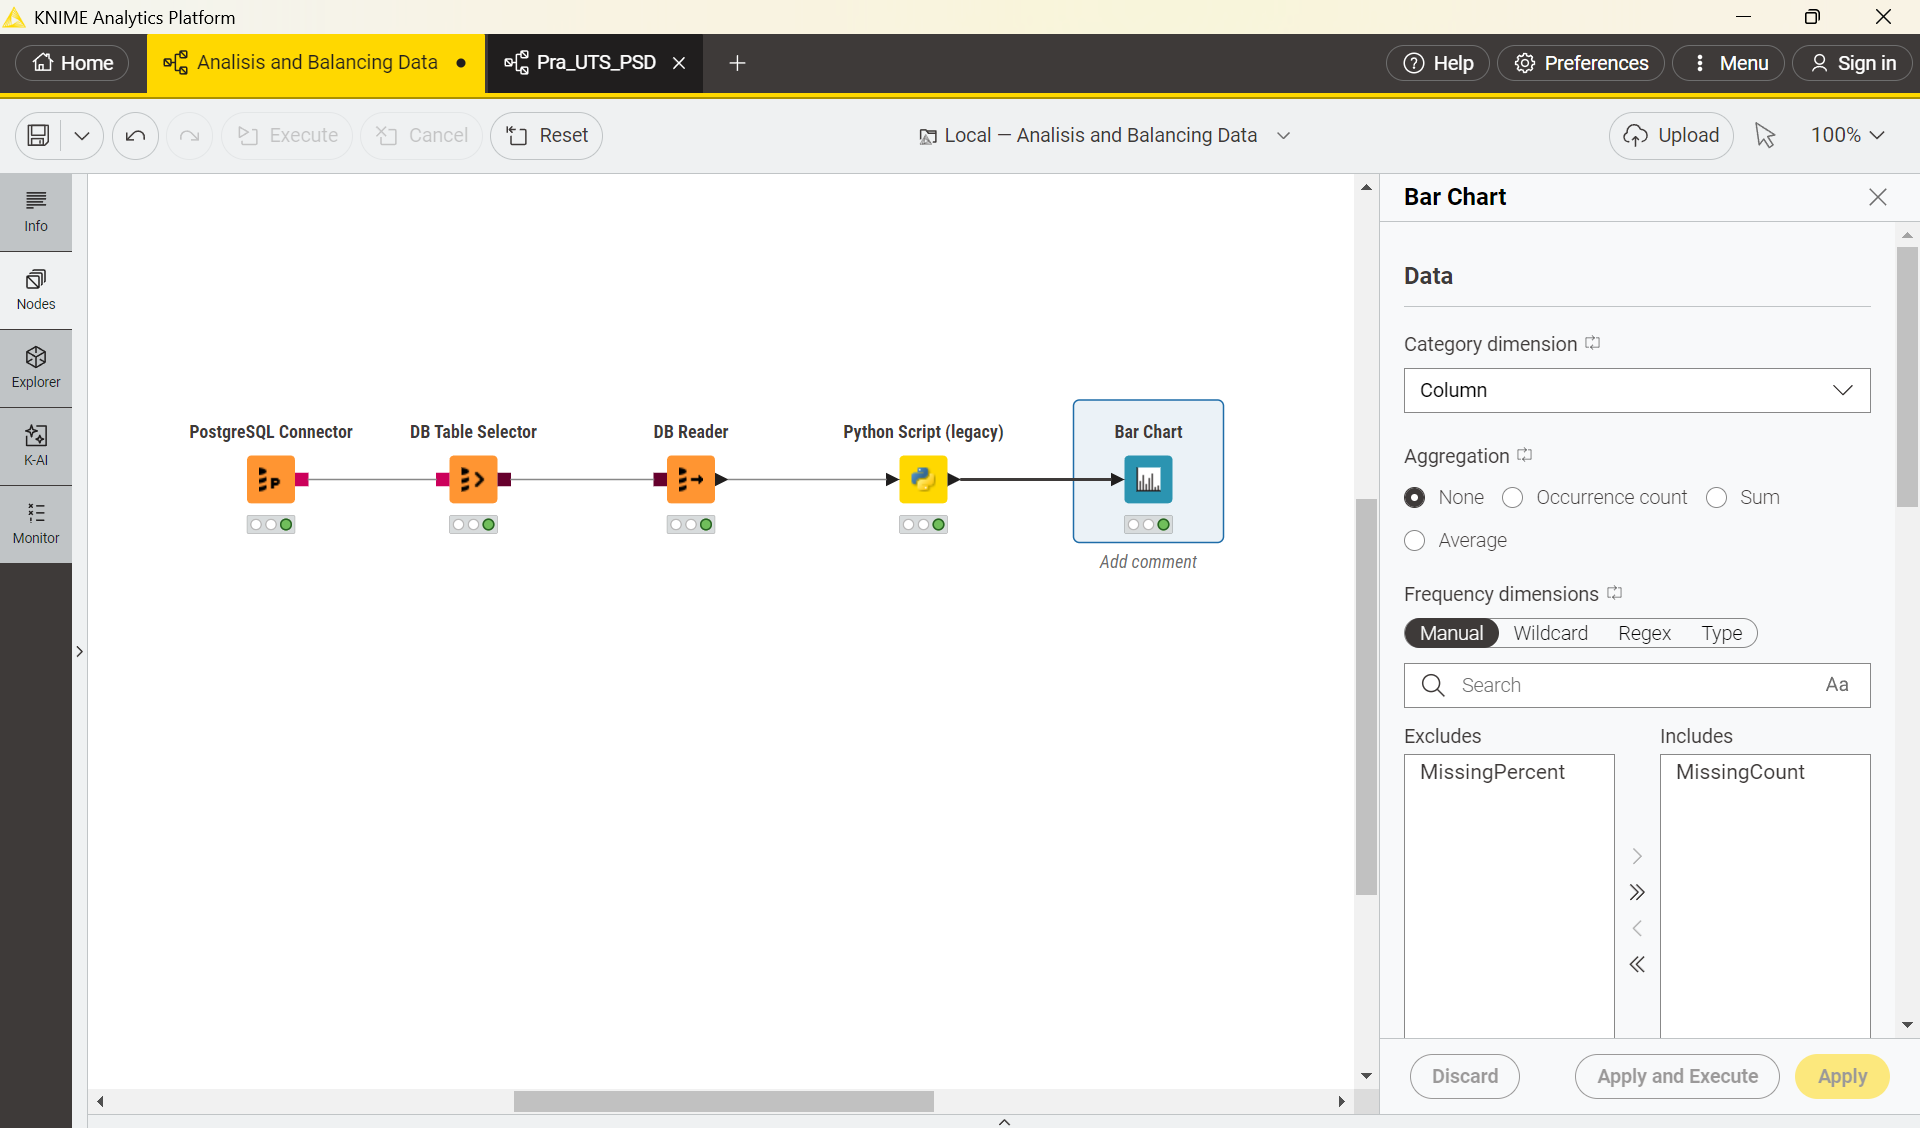 KNIME Analytics Platform
Home
Analisis and Balancing Data
Pra_UTS_PSD
Help
Preferences
Menu
Sign in
Execute
Cancel
Reset
Local — Analisis and Balancing Data
Upload
100%
Info
Nodes
Explorer
K-AI
Monitor
PostgreSQL Connector
DB Table Selector
DB Reader
Python Script (legacy)
Bar Chart
Add comment
Bar Chart
Data
Category dimension
Column
Aggregation
None
Occurrence count
Sum
Average
Frequency dimensions
Manual
Wildcard
Regex
Type
Search
Aa
Excludes
Includes
MissingPercent
MissingCount
Discard
Apply and Execute
Apply